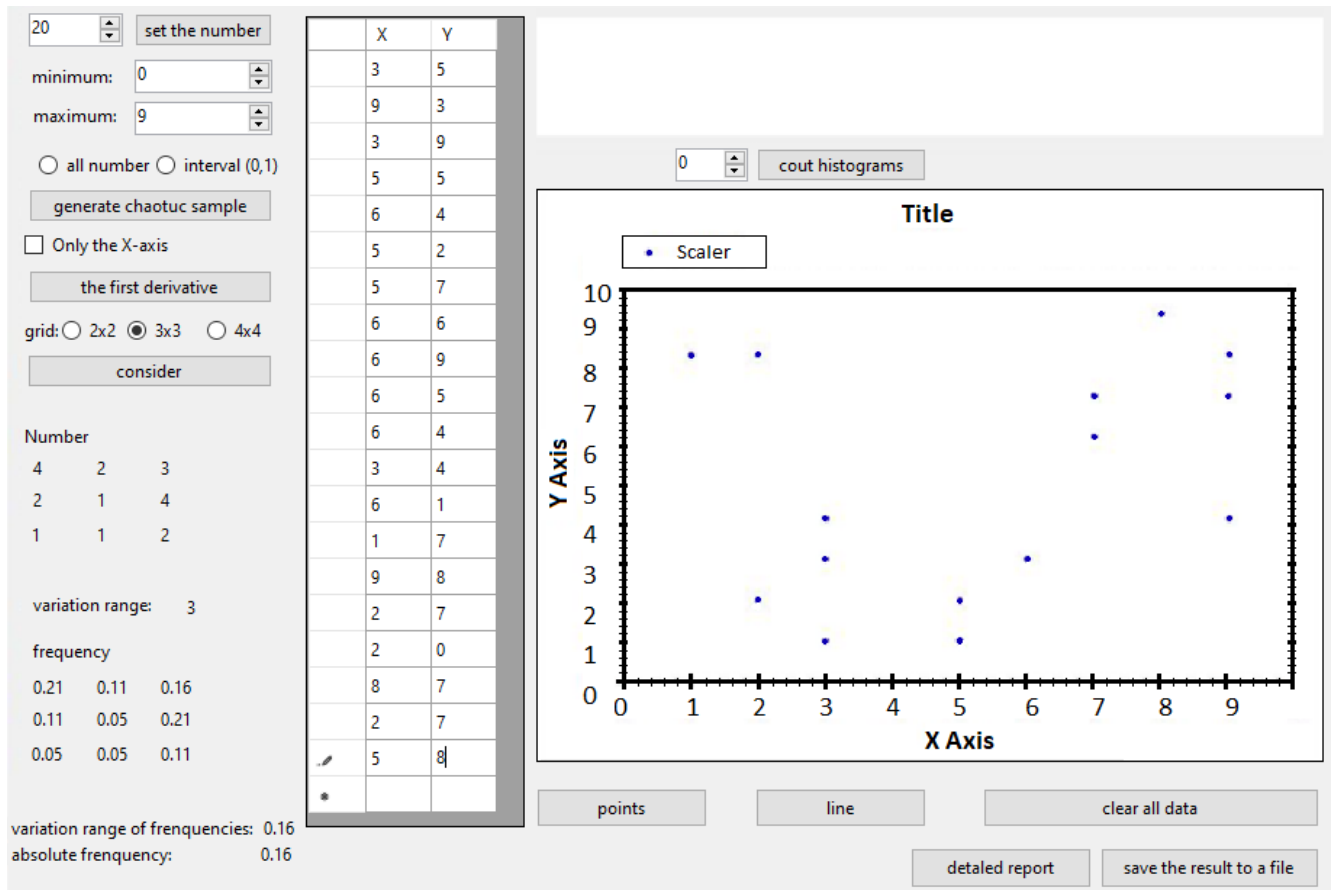 20 set the number
minimum: 0
maximum: 9
all number interval (0,1)
generate chaotuc sample
Only the X-axis
the first derivative
grid: 2x2 3x3 4x4
consider
Number
4 2 3
2 1 4
1 1 2
variation range: 3
frequency
0.21 0.11 0.16
0.11 0.05 0.21
0.05 0.05 0.11
variation range of frenquencies: 0.16
absolute frenquency: 0.16
X Y
3 5
9 3
3 9
5 5
6 4
5 2
5 7
6 6
6 9
6 5
6 4
3 4
6 1
1 7
9 8
2 7
2 0
8 7
2 7
5 8
0 cout histograms
Title
Scaler
10
9
8
7
6
5
4
3
2
1
0
Y Axis
0 1 2 3 4 5 6 7 8 9
X Axis
points line clear all data
detaled report save the result to a file